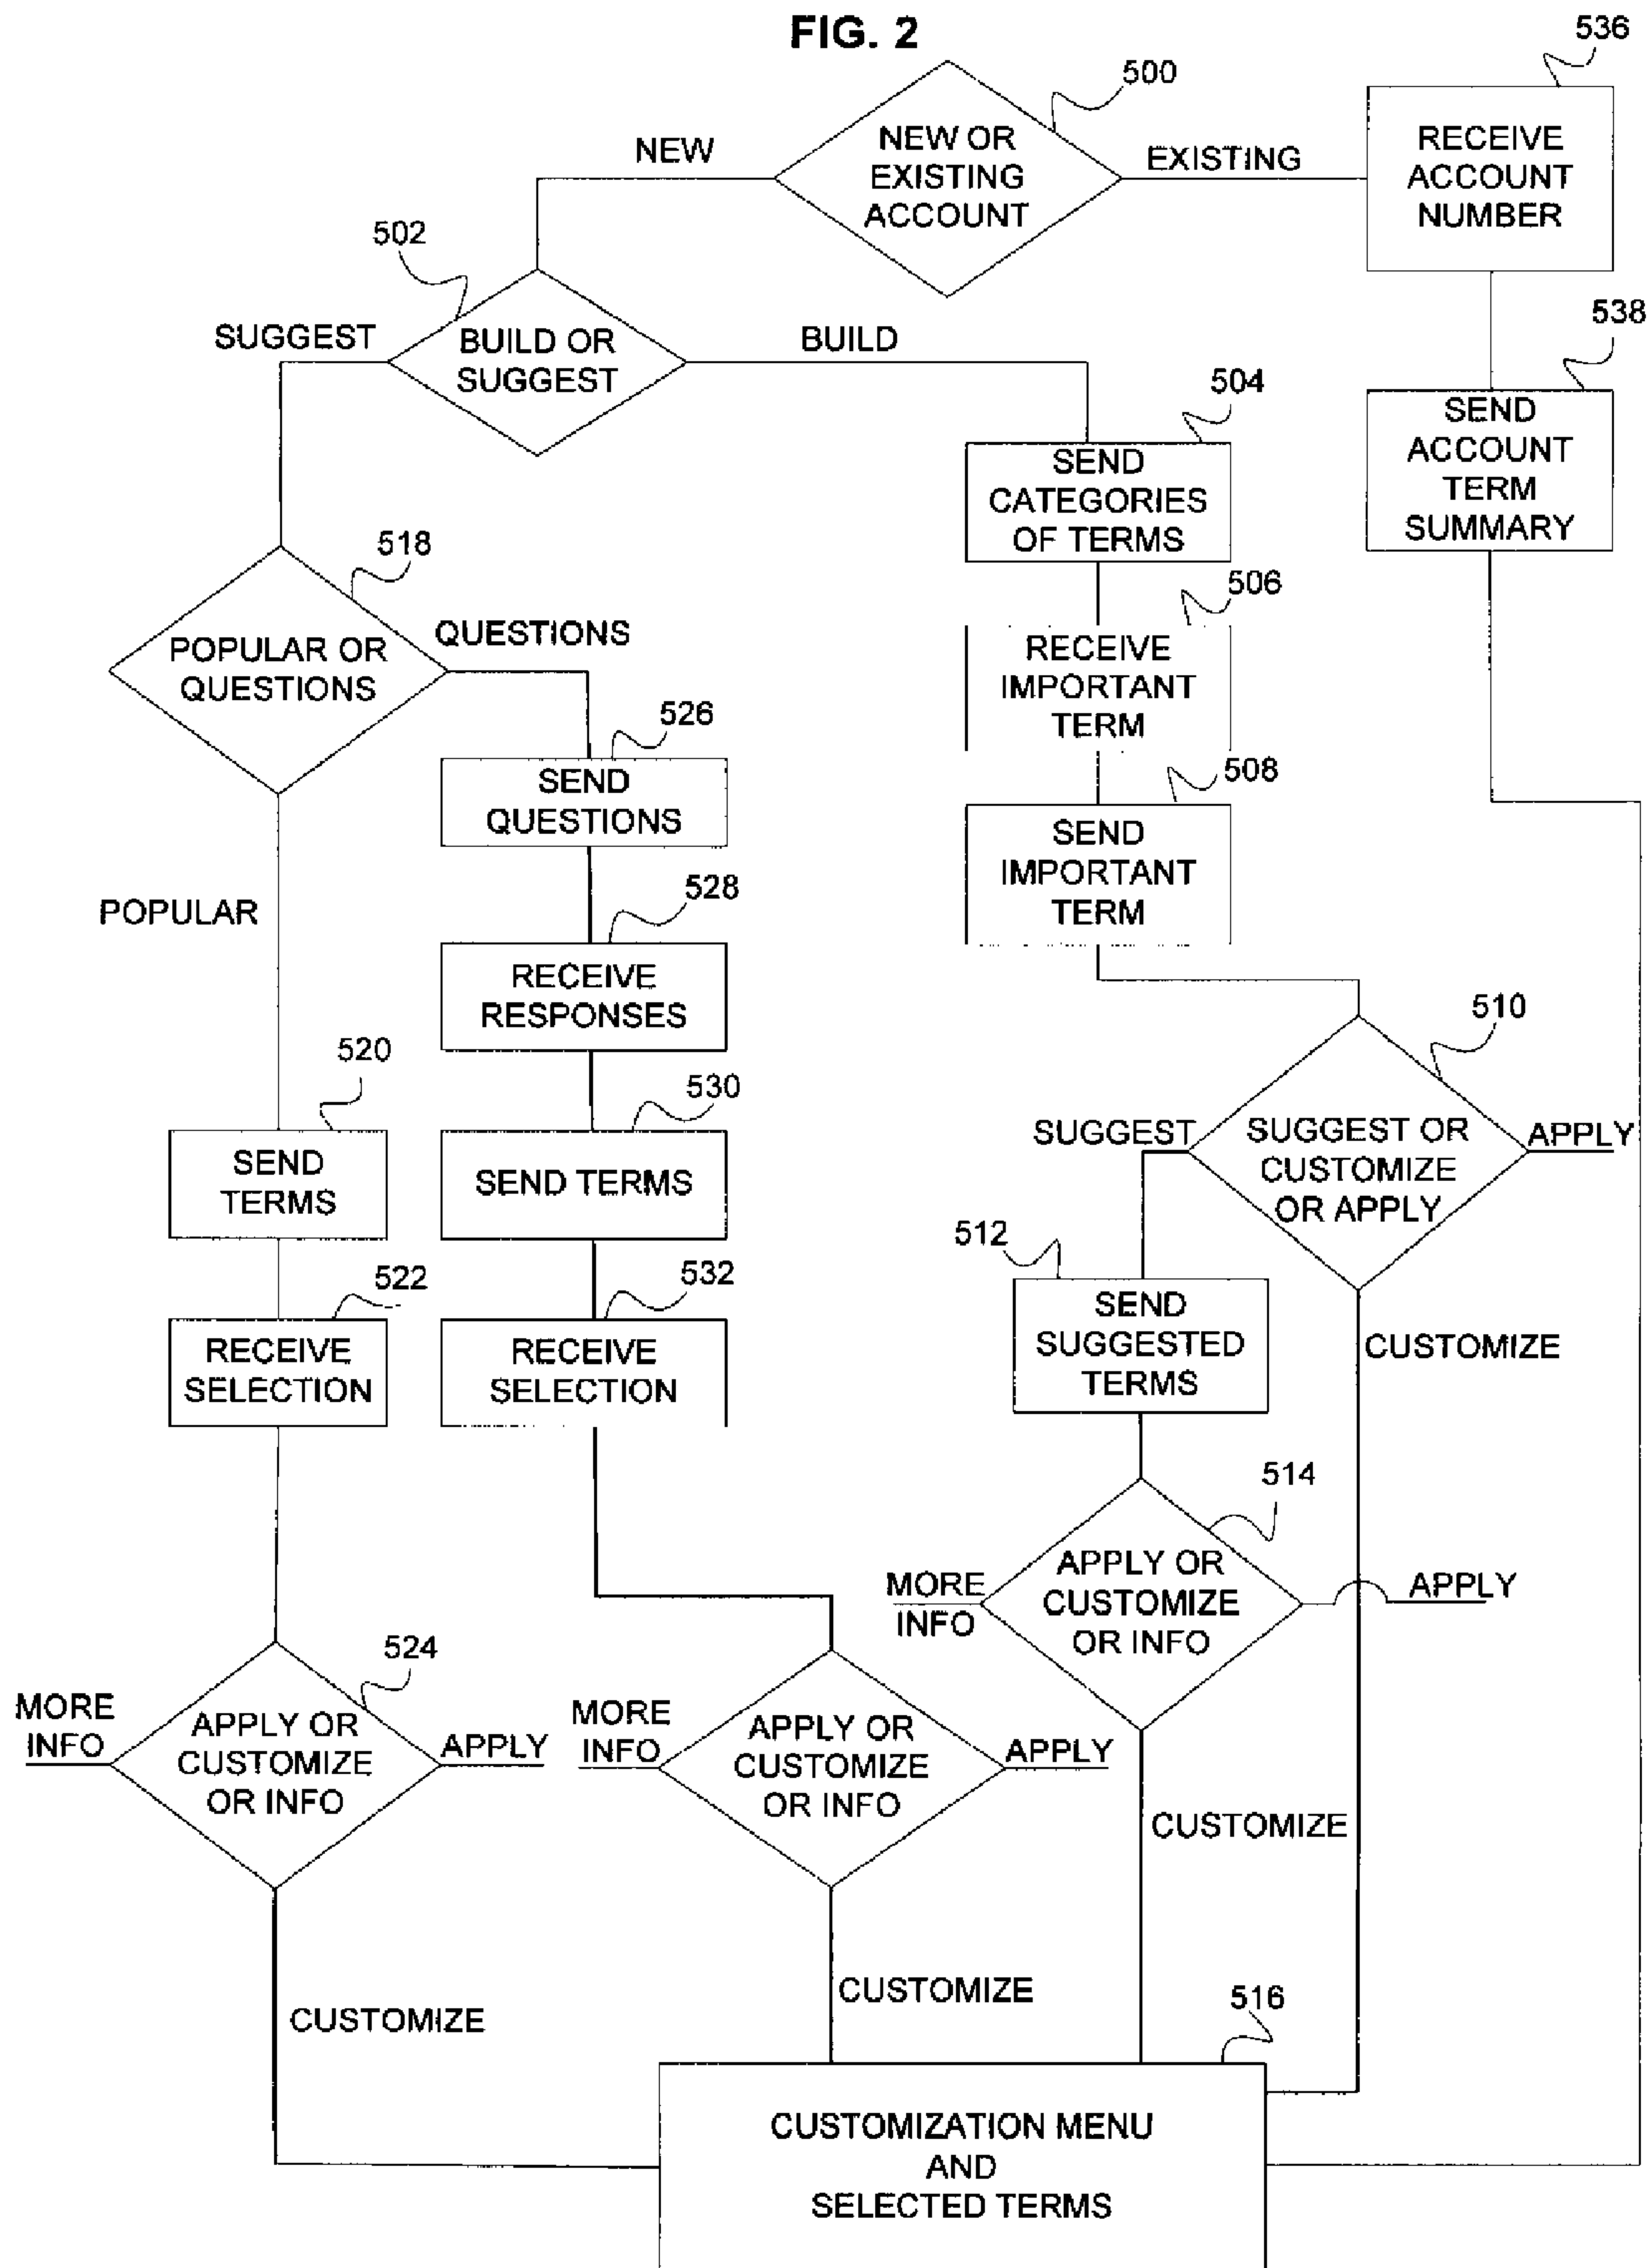 FIG. 2
536
500
NEW OR
EXISTING
ACCOUNT
NEW
EXISTING
RECEIVE
ACCOUNT
NUMBER
502
BUILD OR
SUGGEST
SUGGEST
BUILD
538
SEND
ACCOUNT
TERM
SUMMARY
504
SEND
CATEGORIES
OF TERMS
518
POPULAR OR
QUESTIONS
QUESTIONS
506
RECEIVE
IMPORTANT
TERM
526
SEND
QUESTIONS
508
SEND
IMPORTANT
TERM
POPULAR
528
RECEIVE
RESPONSES
510
SUGGEST OR
CUSTOMIZE
OR APPLY
SUGGEST
APPLY
520
SEND
TERMS
530
SEND TERMS
512
SEND
SUGGESTED
TERMS
CUSTOMIZE
522
RECEIVE
SELECTION
532
RECEIVE
SELECTION
514
APPLY OR
CUSTOMIZE
OR INFO
MORE
INFO
APPLY
524
APPLY OR
CUSTOMIZE
OR INFO
MORE
INFO
APPLY
MORE
INFO
APPLY OR
CUSTOMIZE
OR INFO
APPLY
CUSTOMIZE
CUSTOMIZE
CUSTOMIZE
516
CUSTOMIZATION MENU
AND
SELECTED TERMS